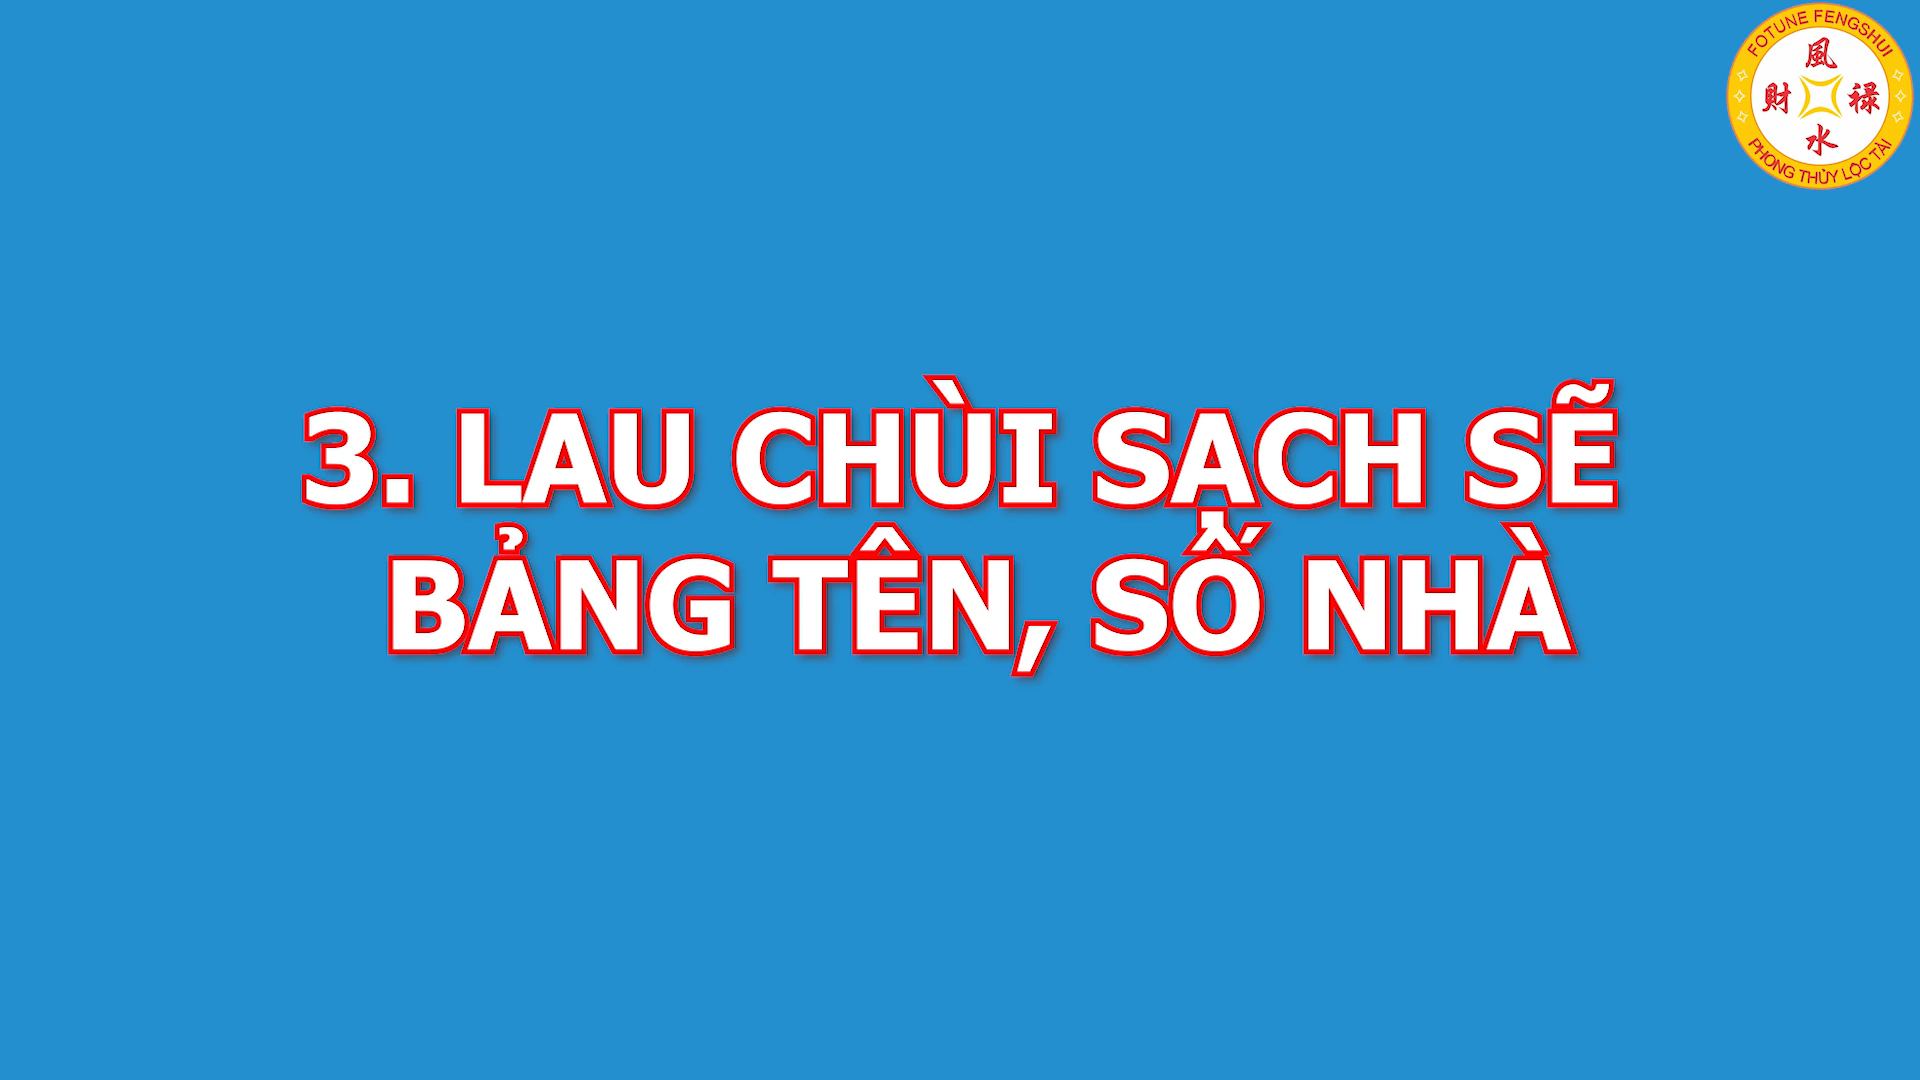 FOTUNE FENGSHUI
風
財 禄
水
PHONG THỦY LỘC TÀI
3. LAU CHÙI SẠCH SẼ
BẢNG TÊN, SỐ NHÀ